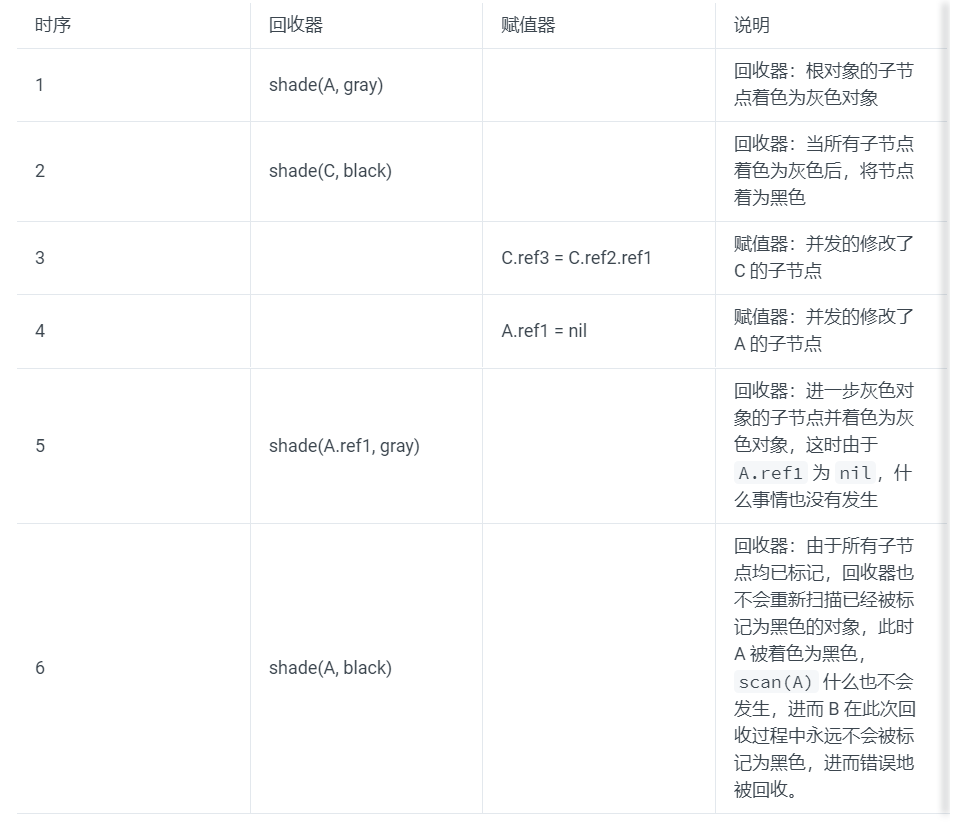 时序 回收器 赋值器 说明
1 shade(A, gray) 回收器：根对象的子节
点着色为灰色对象
2 shade(C, black) 回收器：当所有子节点
着色为灰色后，将节点
着为黑色
3 C.ref3 = C.ref2.ref1 赋值器：并发的修改了
C 的子节点
4 A.ref1 = nil 赋值器：并发的修改了
A 的子节点
5 shade(A.ref1, gray) 回收器：进一步灰色对
象的子节点并着色为灰
色对象，这时由于
A.ref1 为 nil，什
么事情也没有发生
6 shade(A, black) 回收器：由于所有子节
点均已标记，回收器也
不会重新扫描已经被标
记为黑色的对象，此时
A 被着色为黑色，
scan(A) 什么也不会
发生，进而 B 在此次回
收过程中永远不会被标
记为黑色，进而错误地
被回收。